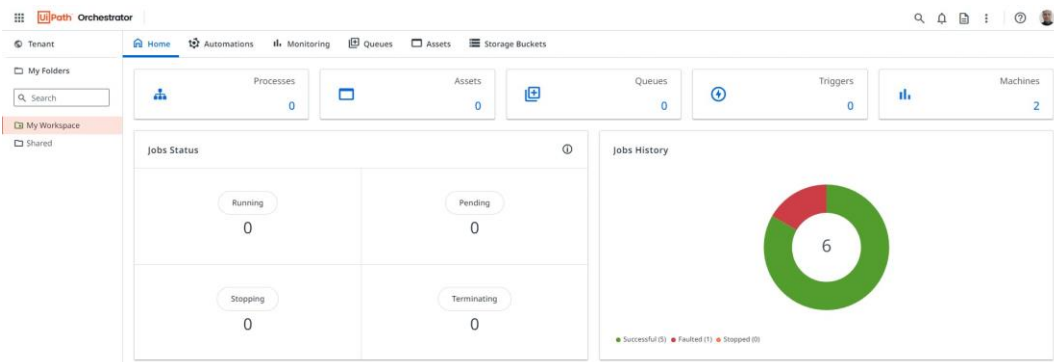 UiPath Orchestrator
Tenant
Home Automations Monitoring Queues Assets Storage Buckets
My Folders
Search
My Workspace
Shared
Processes
0
Assets
0
Queues
0
Triggers
0
Machines
2
Jobs Status
Running
0
Pending
0
Stopping
0
Terminating
0
Jobs History
6
Successful (5) Faulted (1) Stopped (0)